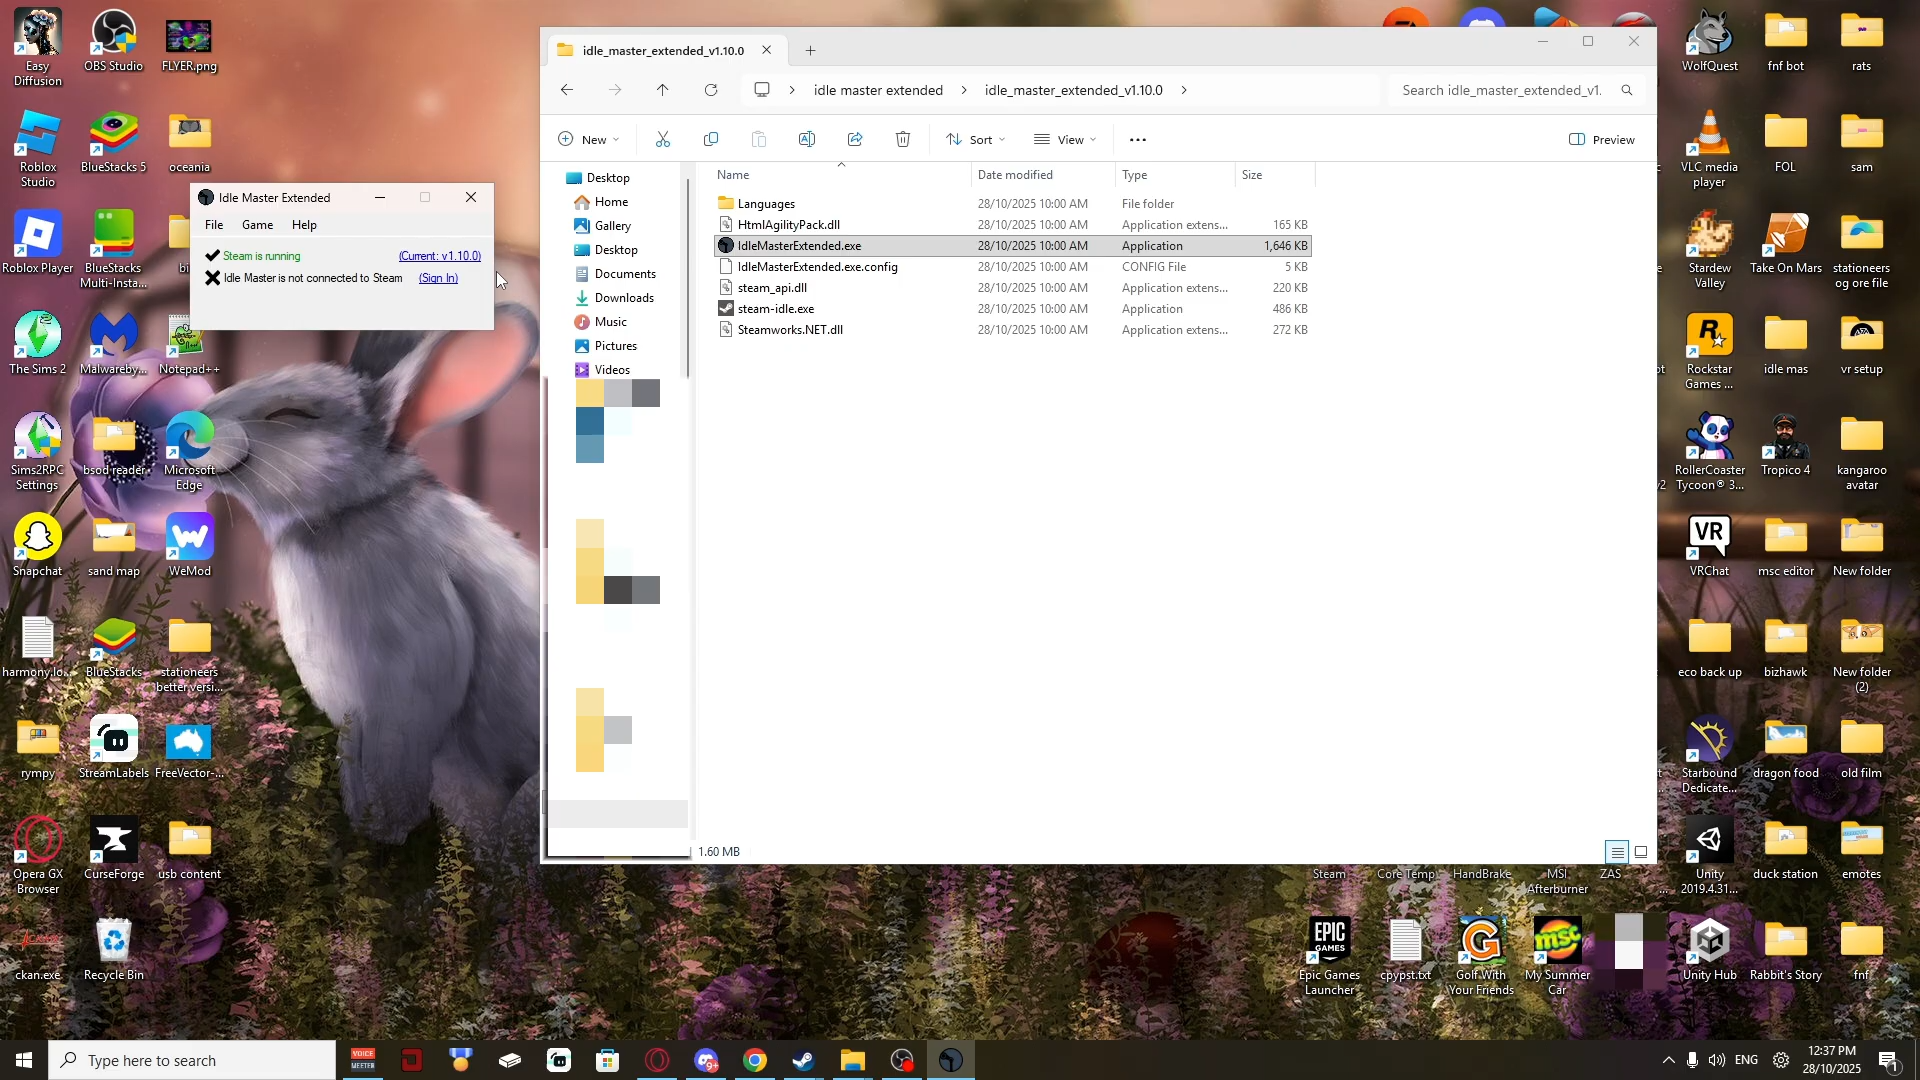 Easy
Diffusion
OBS Studio
FLYER.png
Roblox
Studio
BlueStacks 5
oceania
Roblox Player
BlueStacks
Multi-Insta...
bi
The Sims 2
Malwareby...
Notepad++
Sims2RPC
Settings
bsod reader
Microsoft
Edge
Snapchat
sand map
WeMod
harmony.lo...
BlueStacks
stationeers
better versi...
rympy
StreamLabels
FreeVector-...
Opera GX
Browser
CurseForge
usb content
ckan.exe
Recycle Bin
Idle Master Extended
File
Game
Help
Steam is running
(Current: v1.10.0)
Idle Master is not connected to Steam
(Sign In)
idle_master_extended_v1.10.0
idle master extended
idle_master_extended_v1.10.0
Search idle_master_extended_v1.
New
Sort
View
Preview
Desktop
Home
Gallery
Desktop
Documents
Downloads
Music
Pictures
Videos
Name
Date modified
Type
Size
Languages 28/10/2025 10:00 AM File folder
HtmlAgilityPack.dll 28/10/2025 10:00 AM Application extens... 165 KB
IdleMasterExtended.exe 28/10/2025 10:00 AM Application 1,646 KB
IdleMasterExtended.exe.config 28/10/2025 10:00 AM CONFIG File 5 KB
steam_api.dll 28/10/2025 10:00 AM Application extens... 220 KB
steam-idle.exe 28/10/2025 10:00 AM Application 486 KB
Steamworks.NET.dll 28/10/2025 10:00 AM Application extens... 272 KB
1.60 MB
WolfQuest
fnf bot
rats
VLC media
player
FOL
sam
Stardew
Valley
Take On Mars
stationeers
og ore file
Rockstar
Games ...
idle mas
vr setup
RollerCoaster
Tycoon® 3...
Tropico 4
kangaroo
avatar
VR
VRChat
msc editor
New folder
eco back up
bizhawk
New folder
(2)
Starbound
Dedicate...
dragon food
old film
Unity
2019.4.31...
duck station
emotes
Steam
Core Temp
HandBrake
MSI
Afterburner
ZAS
EPIC
GAMES
Epic Games
Launcher
cpypst.txt
Golf With
Your Friends
msc
My Summer
Car
Unity Hub
Rabbit's Story
fnf
Type here to search
VOICE
MEETER
9+
ENG
12:37 PM
28/10/2025
1